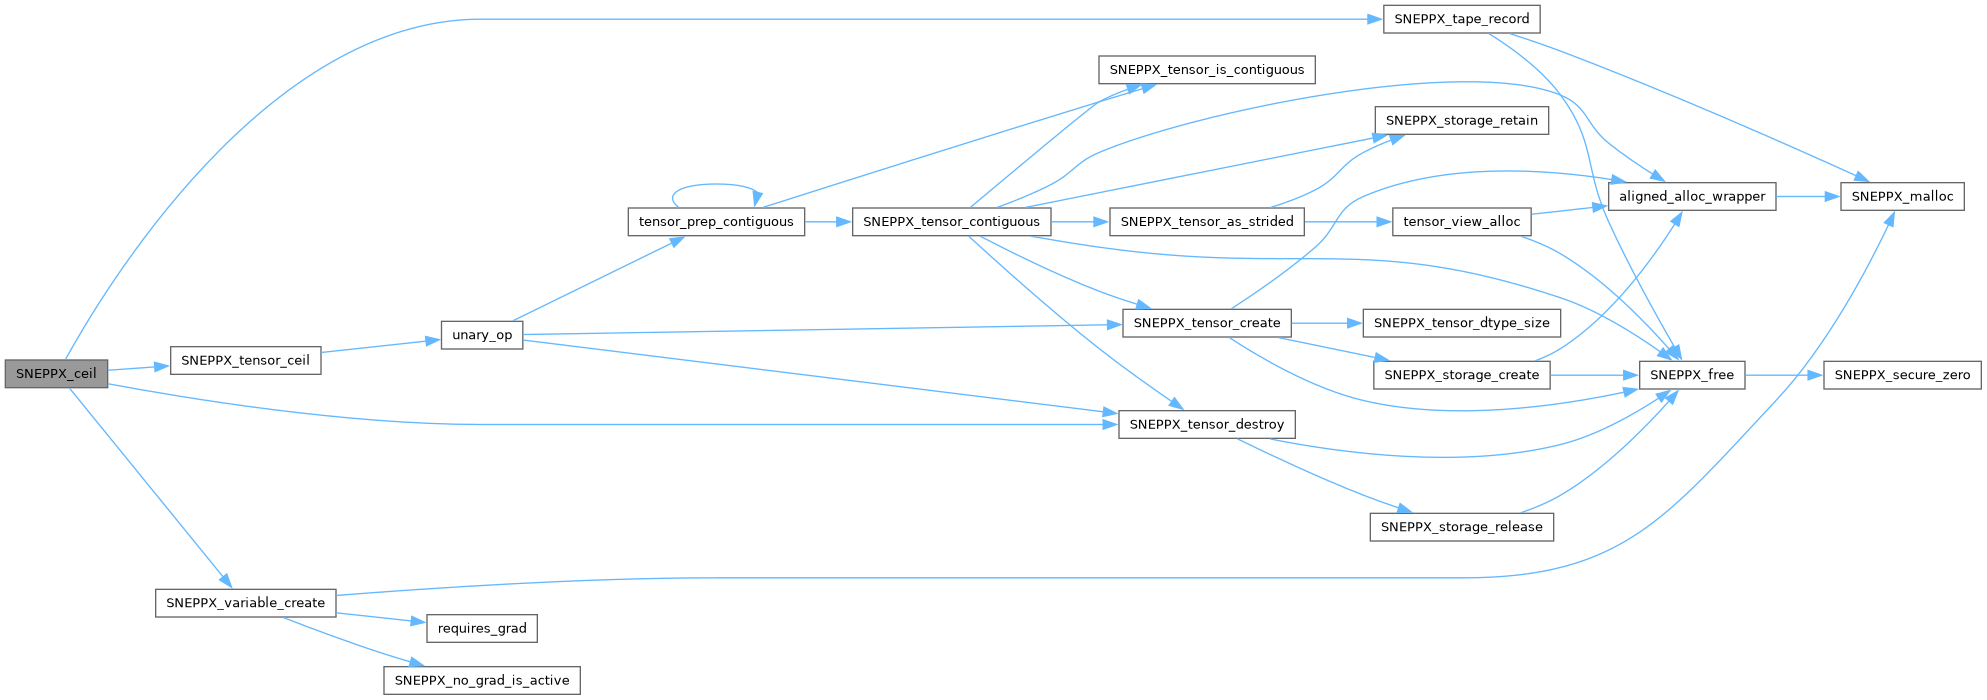 SNEPPX_tape_record
SNEPPX_tensor_is_contiguous
SNEPPX_storage_retain
aligned_alloc_wrapper
SNEPPX_malloc
tensor_prep_contiguous
SNEPPX_tensor_contiguous
SNEPPX_tensor_as_strided
tensor_view_alloc
unary_op
SNEPPX_tensor_create
SNEPPX_tensor_dtype_size
SNEPPX_ceil
SNEPPX_tensor_ceil
SNEPPX_storage_create
SNEPPX_free
SNEPPX_secure_zero
SNEPPX_tensor_destroy
SNEPPX_storage_release
SNEPPX_variable_create
requires_grad
SNEPPX_no_grad_is_active